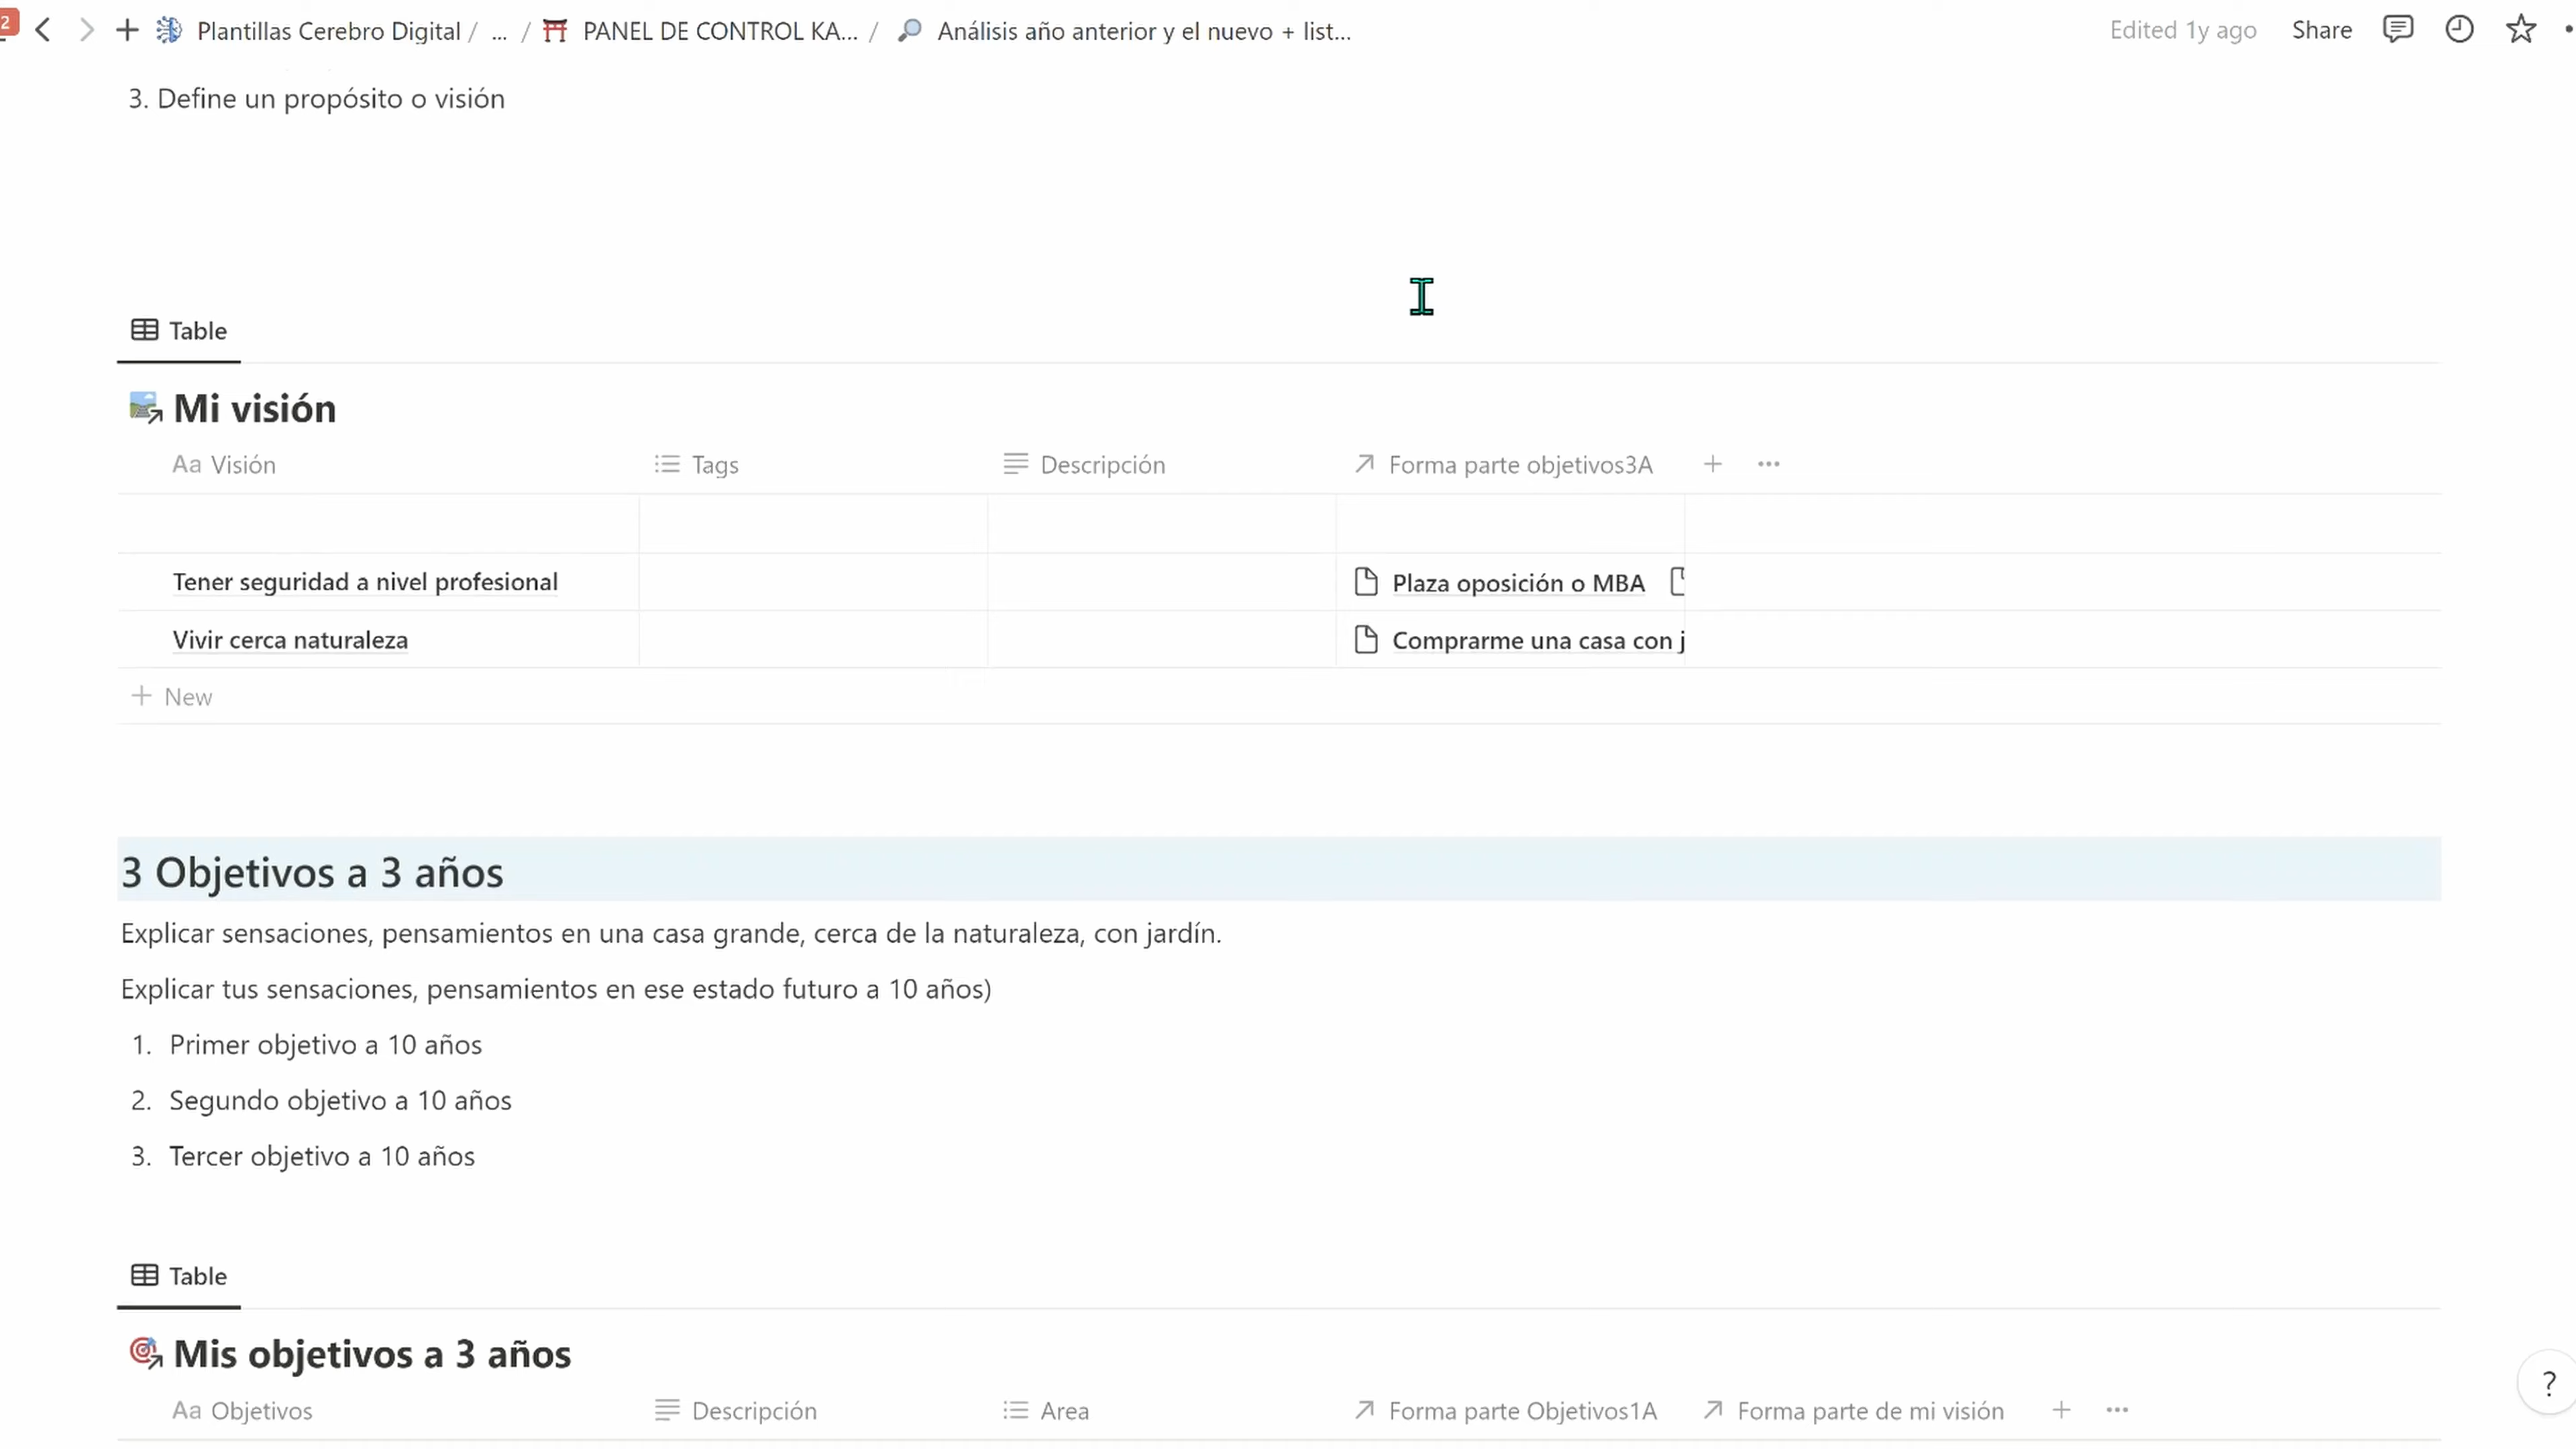 2
Plantillas Cerebro Digital / ... / PANEL DE CONTROL KA... / Análisis año anterior y el nuevo + list... Edited 1y ago Share
3. Define un propósito o visión
Table
Mi visión
Aa Visión Tags Descripción Forma parte objetivos3A
Tener seguridad a nivel profesional Plaza oposición o MBA
Vivir cerca naturaleza Comprarme una casa con j
New
3 Objetivos a 3 años
Explicar sensaciones, pensamientos en una casa grande, cerca de la naturaleza, con jardín.
Explicar tus sensaciones, pensamientos en ese estado futuro a 10 años)
1. Primer objetivo a 10 años
2. Segundo objetivo a 10 años
3. Tercer objetivo a 10 años
Table
Mis objetivos a 3 años
Aa Objetivos Descripción Area Forma parte Objetivos1A Forma parte de mi visión
?